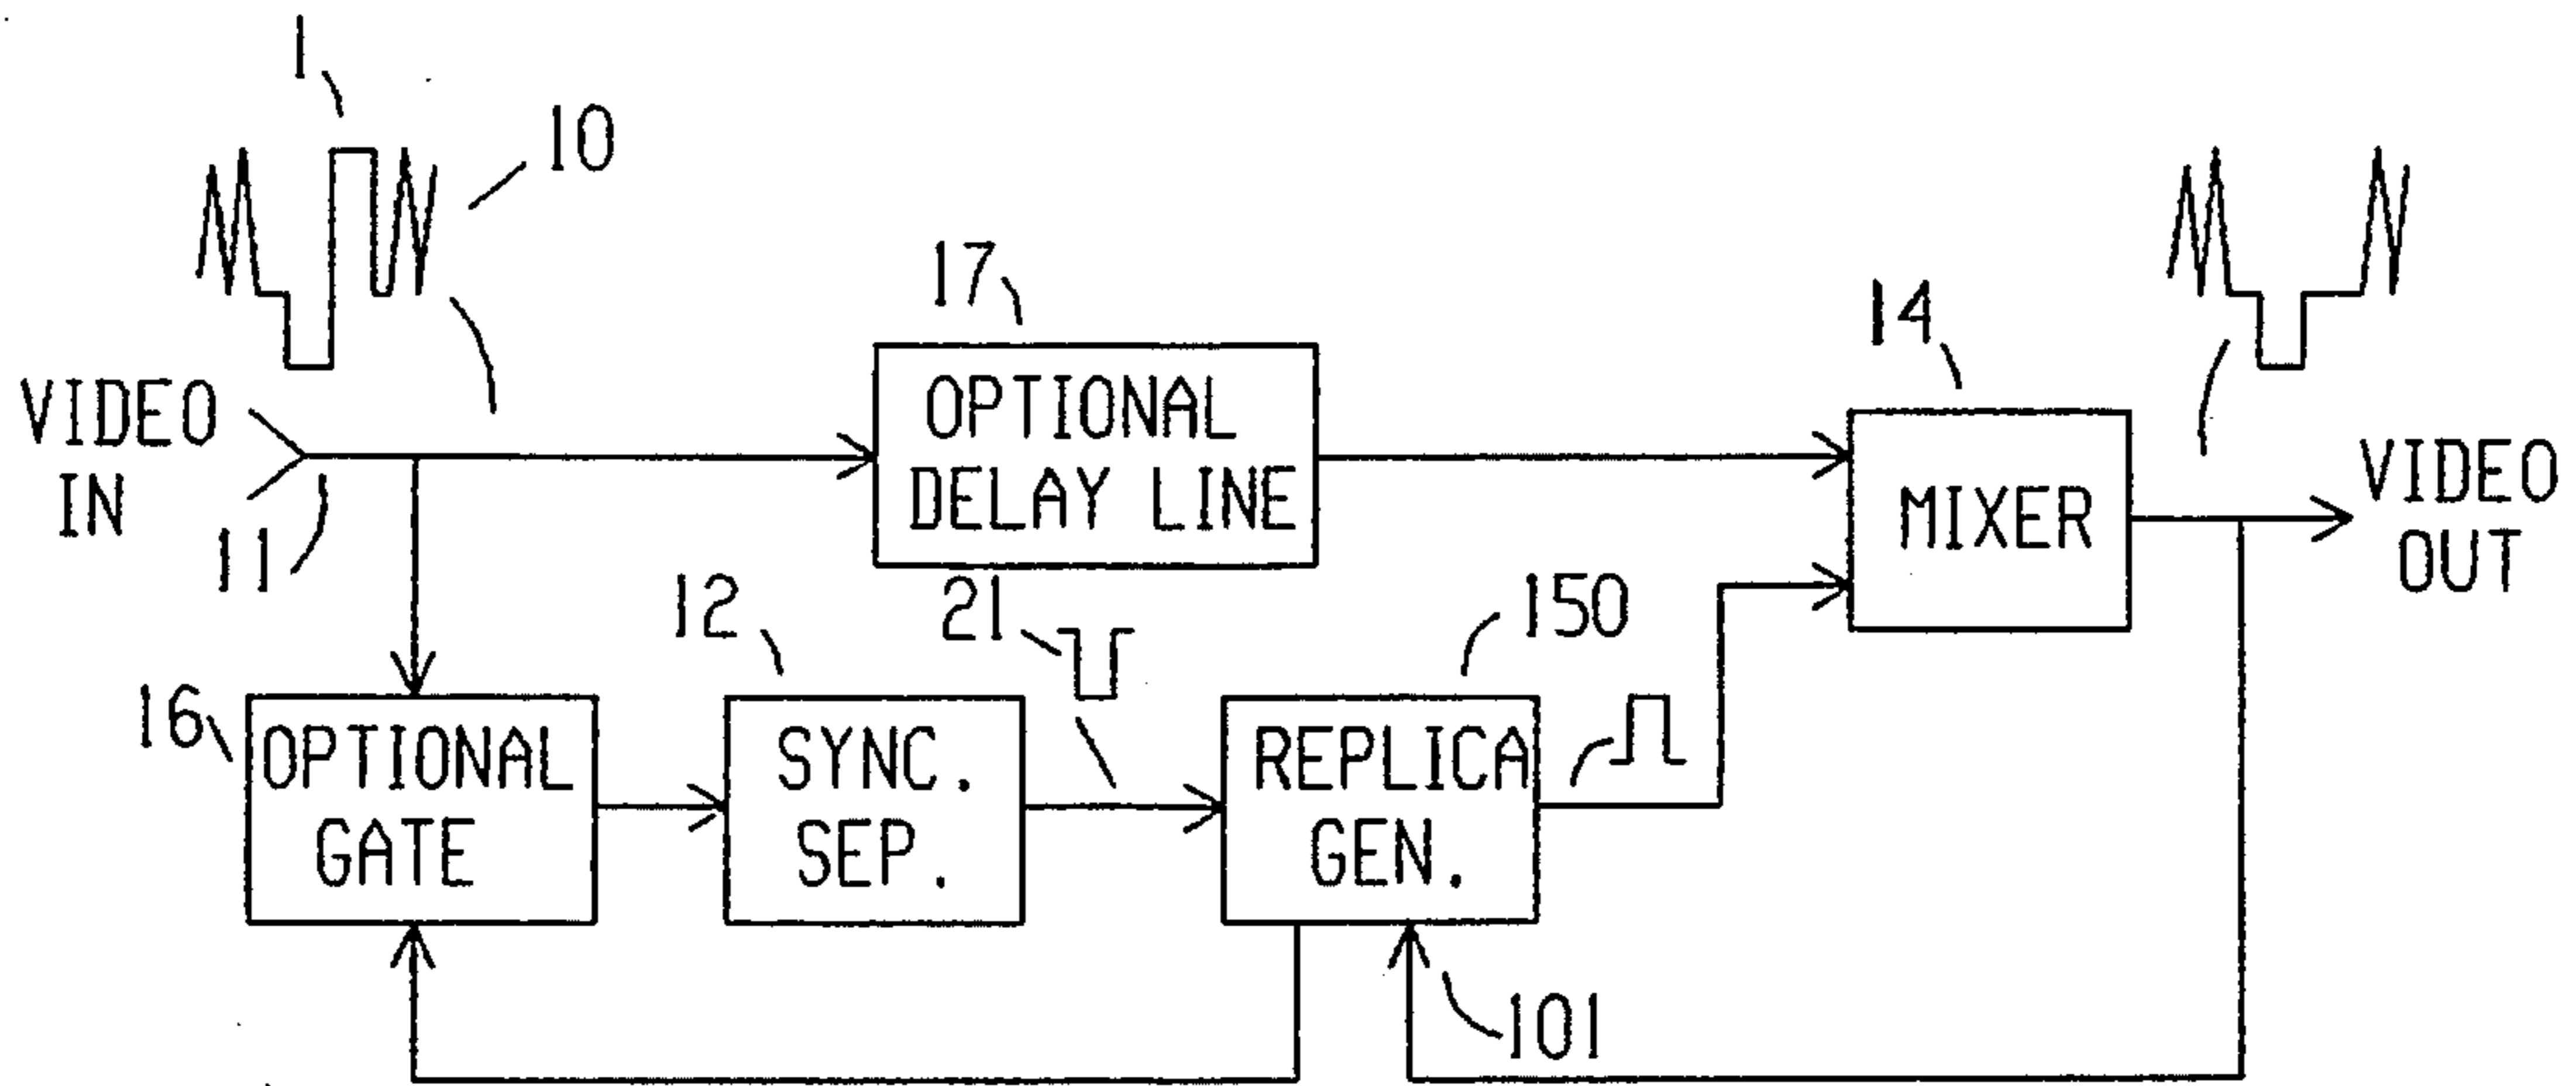 1
10
17
14
VIDEO
IN
11
OPTIONAL
DELAY LINE
MIXER
VIDEO
OUT
12
21
150
16
OPTIONAL
GATE
SYNC.
SEP.
REPLICA
GEN.
101